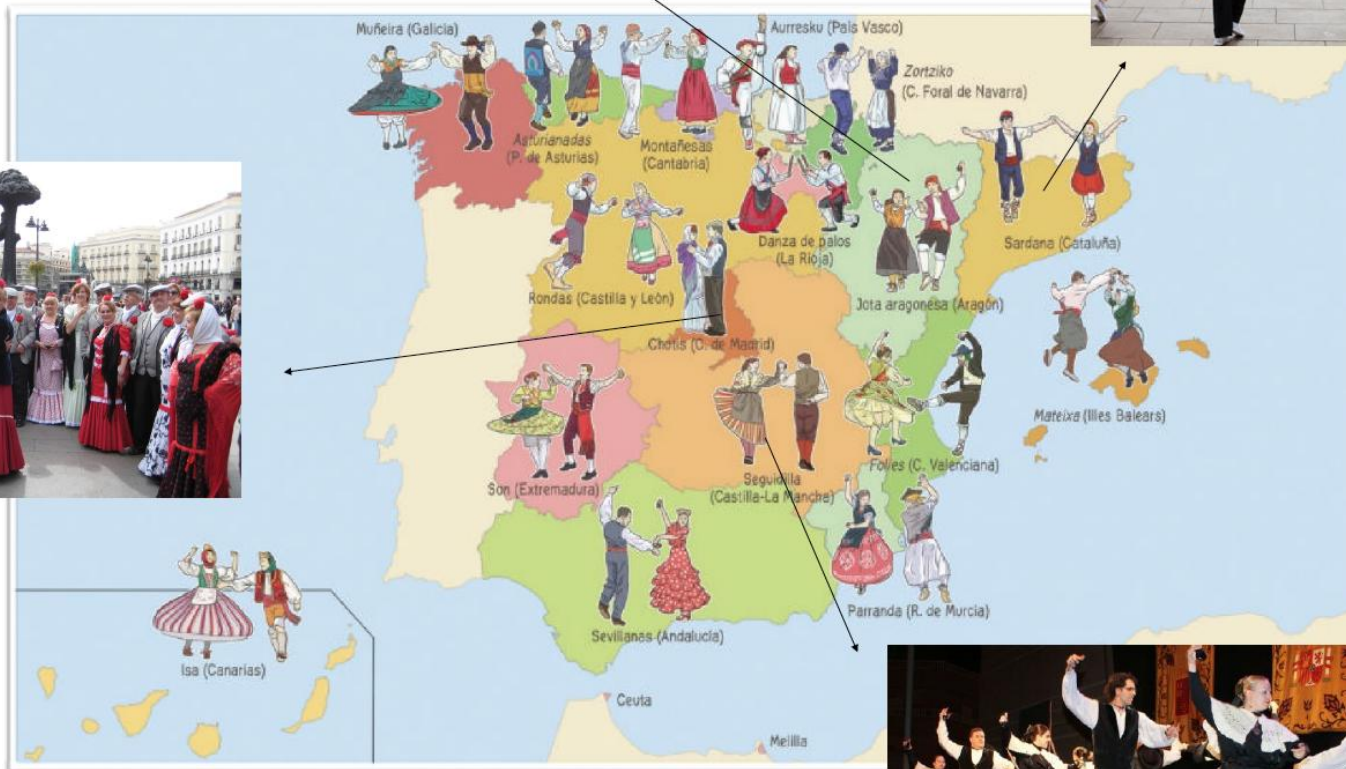 Muñeira (Galicia)
Aurresku (País Vasco)
Zortziko
(C. Foral de Navarra)
Asturianadas
(P. de Asturias)
Montañesas
(Cantabria)
Danza de palos
(La Rioja)
Sardana (Cataluña)
Rondas (Castilla y León)
Jota aragonesa (Aragón)
Chotis (C. de Madrid)
Mateixa (Illes Balears)
Son (Extremadura)
Seguidilla
(Castilla-La Mancha)
Folies (C. Valenciana)
Parranda (R. de Murcia)
Sevillanas (Andalucía)
Isa (Canarias)
Ceuta
Melilla